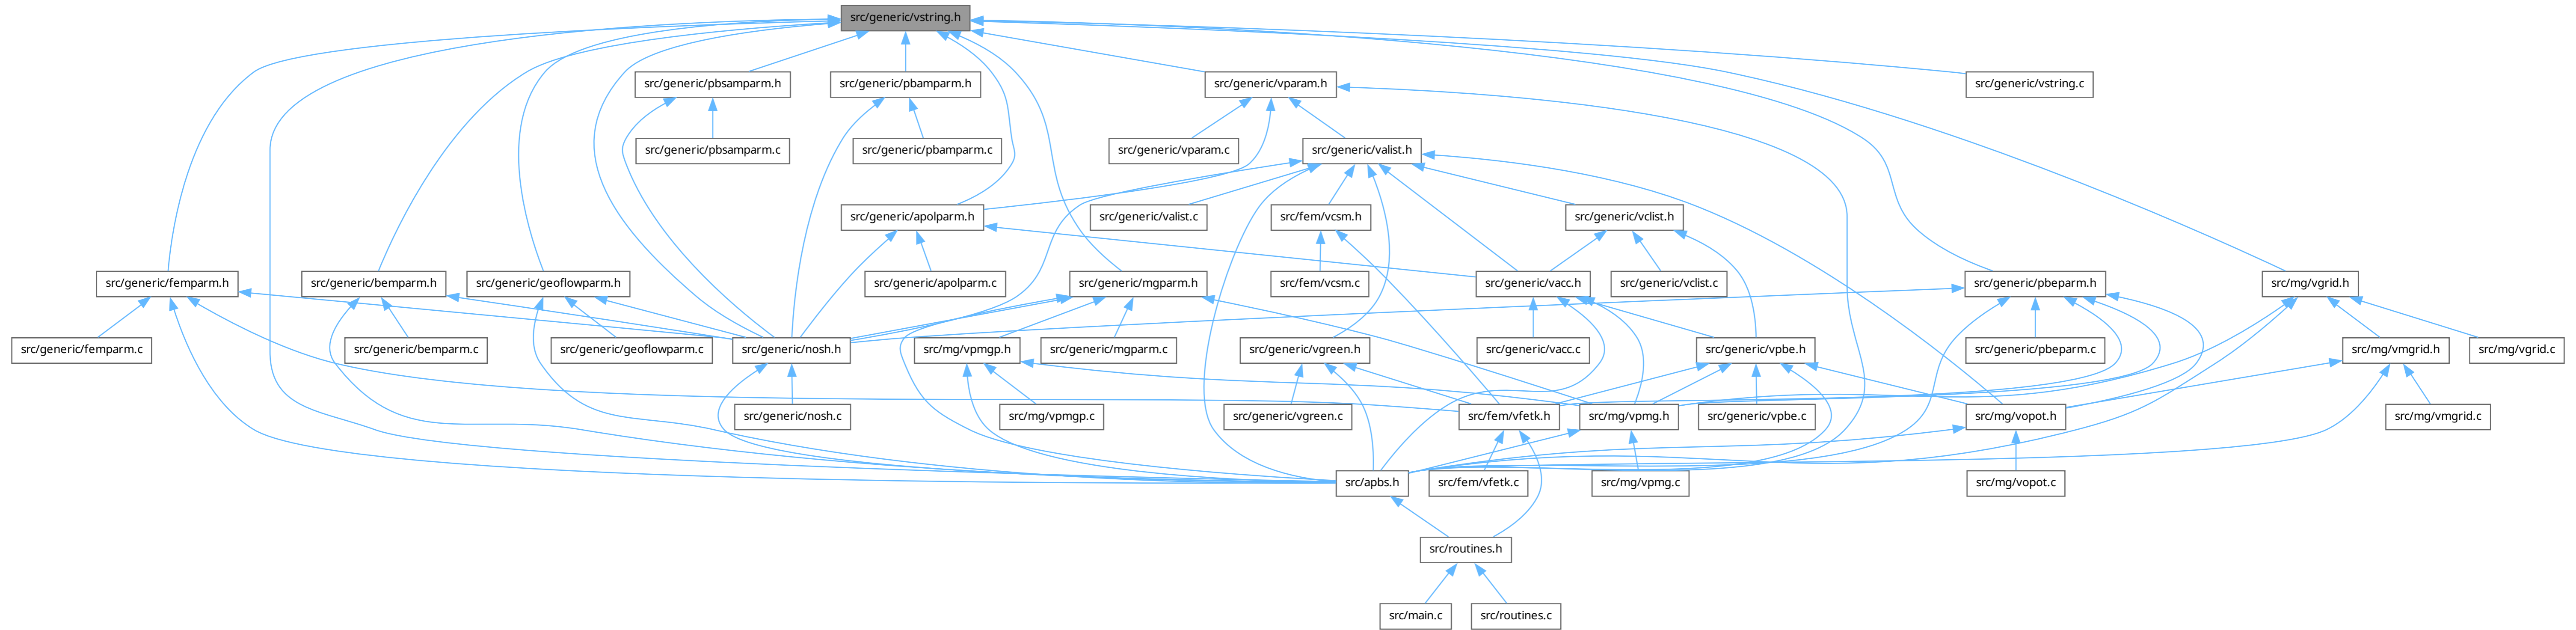 src/generic/vstring.h
src/generic/pbsamparm.h
src/generic/pbamparm.h
src/generic/vparam.h
src/generic/vstring.c
src/generic/pbsamparm.c
src/generic/pbamparm.c
src/generic/vparam.c
src/generic/valist.h
src/generic/apolparm.h
src/generic/valist.c
src/fem/vcsm.h
src/generic/vclist.h
src/generic/femparm.h
src/generic/bemparm.h
src/generic/geoflowparm.h
src/generic/apolparm.c
src/generic/mgparm.h
src/fem/vcsm.c
src/generic/vacc.h
src/generic/vclist.c
src/generic/pbeparm.h
src/mg/vgrid.h
src/generic/femparm.c
src/generic/bemparm.c
src/generic/geoflowparm.c
src/generic/nosh.h
src/mg/vpmgp.h
src/generic/mgparm.c
src/generic/vgreen.h
src/generic/vacc.c
src/generic/vpbe.h
src/generic/pbeparm.c
src/mg/vmgrid.h
src/mg/vgrid.c
src/generic/nosh.c
src/mg/vpmgp.c
src/generic/vgreen.c
src/fem/vfetk.h
src/mg/vpmg.h
src/generic/vpbe.c
src/mg/vopot.h
src/mg/vmgrid.c
src/apbs.h
src/fem/vfetk.c
src/mg/vpmg.c
src/mg/vopot.c
src/routines.h
src/main.c
src/routines.c